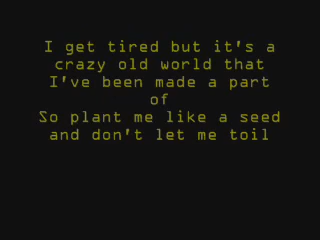 I get tired but it's a
crazy old world that
I've been made a part
of
So plant me like a seed
and don't let me toil